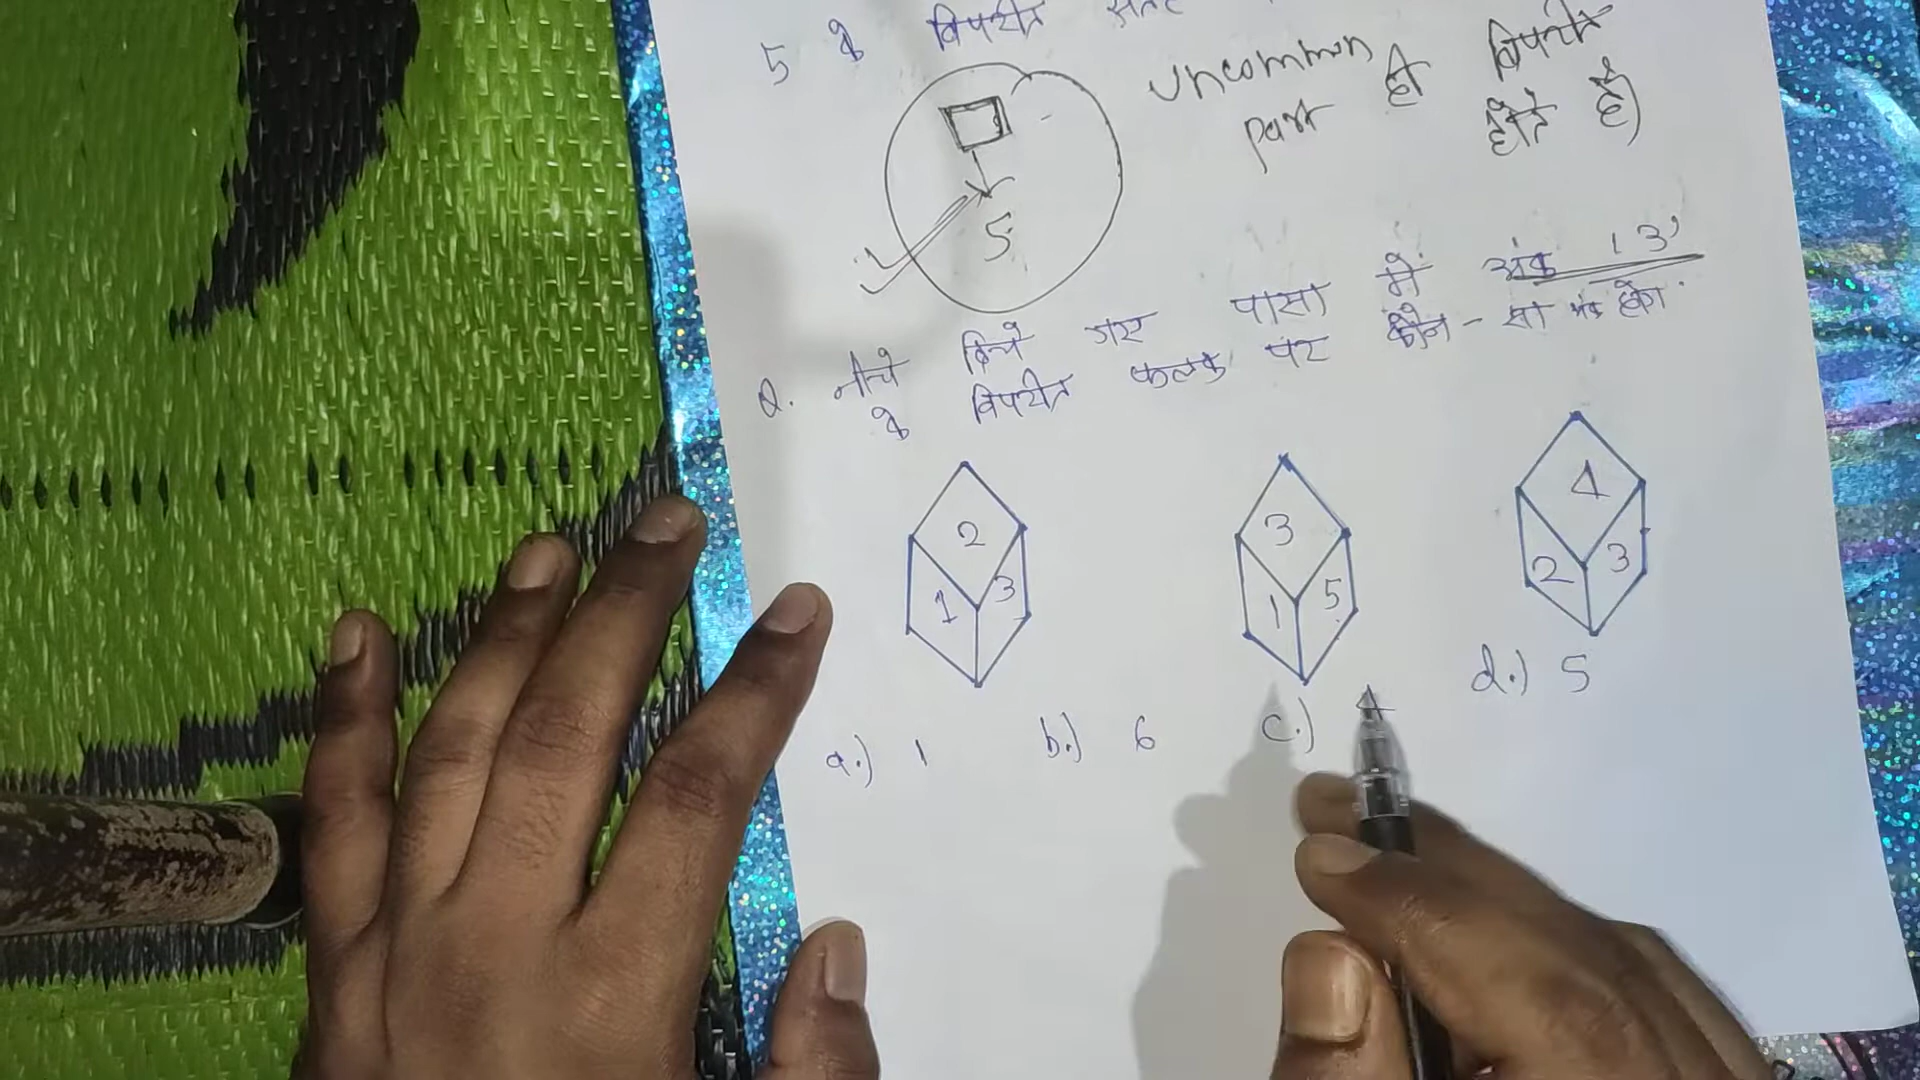 5 के विपरीत सतह
uncommon ही विपरीत
part होते है)
5
Q. नीचे दिये गए पासा में अंक '3'
के विपरीत फलक पर कौन-सा अंक होगा.
2
1 3
3
1 5
4
2 3
a.) 1 b.) 6 c.) 4 d.) 5